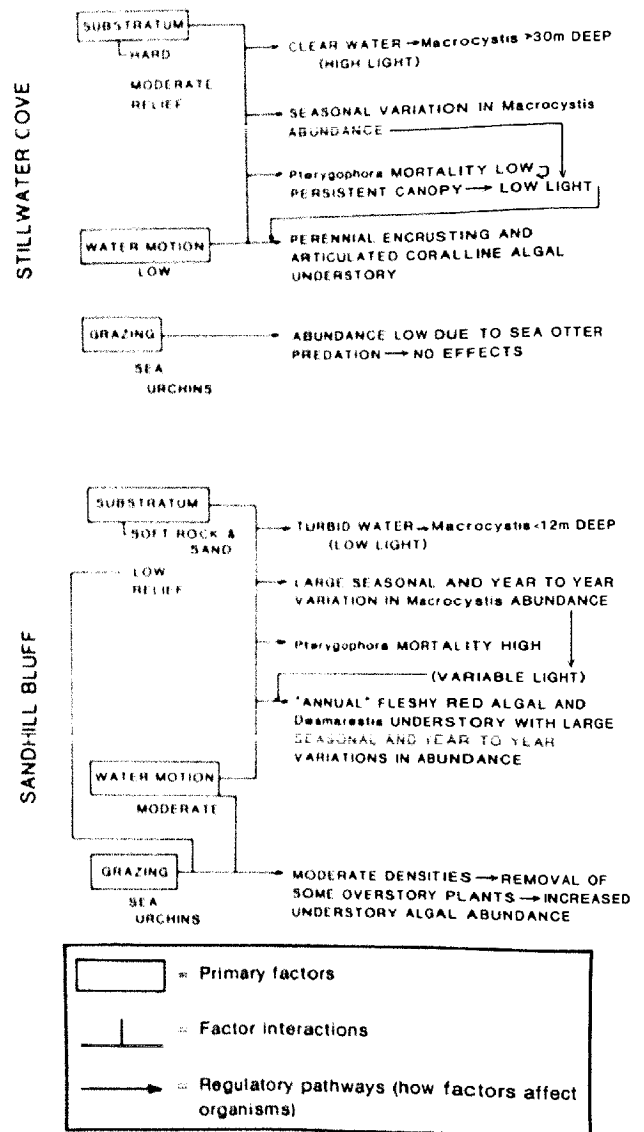 STILLWATER COVE
SUBSTRATUM
HARD
MODERATE
RELIEF
CLEAR WATER → Macrocystis >30m DEEP
(HIGH LIGHT)
SEASONAL VARIATION IN Macrocystis
ABUNDANCE
Pterygophora MORTALITY LOW
PERSISTENT CANOPY → LOW LIGHT
WATER MOTION
LOW
PERENNIAL ENCRUSTING AND
ARTICULATED CORALLINE ALGAL
UNDERSTORY
GRAZING
SEA
URCHINS
ABUNDANCE LOW DUE TO SEA OTTER
PREDATION → NO EFFECTS
SANDHILL BLUFF
SUBSTRATUM
SOFT ROCK &
SAND
LOW
RELIEF
TURBID WATER → Macrocystis <12m DEEP
(LOW LIGHT)
LARGE SEASONAL AND YEAR TO YEAR
VARIATION IN Macrocystis ABUNDANCE
Pterygophora MORTALITY HIGH
(VARIABLE LIGHT)
"ANNUAL" FLESHY RED ALGAL AND
Desmarestia UNDERSTORY WITH LARGE
SEASONAL AND YEAR TO YEAR
VARIATIONS IN ABUNDANCE
WATER MOTION
MODERATE
GRAZING
SEA
URCHINS
MODERATE DENSITIES → REMOVAL OF
SOME OVERSTORY PLANTS → INCREASED
UNDERSTORY ALGAL ABUNDANCE
= Primary factors
= Factor interactions
= Regulatory pathways (how factors affect
organisms)